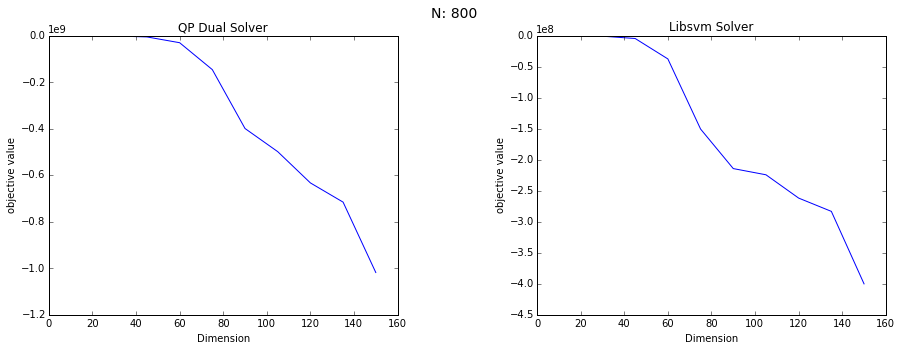 N: 800
QP Dual Solver
1e9
0.0
−0.2
−0.4
−0.6
−0.8
−1.0
−1.2
objective value
0 20 40 60 80 100 120 140 160
Dimension
Libsvm Solver
1e8
0.0
−0.5
−1.0
−1.5
−2.0
−2.5
−3.0
−3.5
−4.0
−4.5
objective value
0 20 40 60 80 100 120 140 160
Dimension